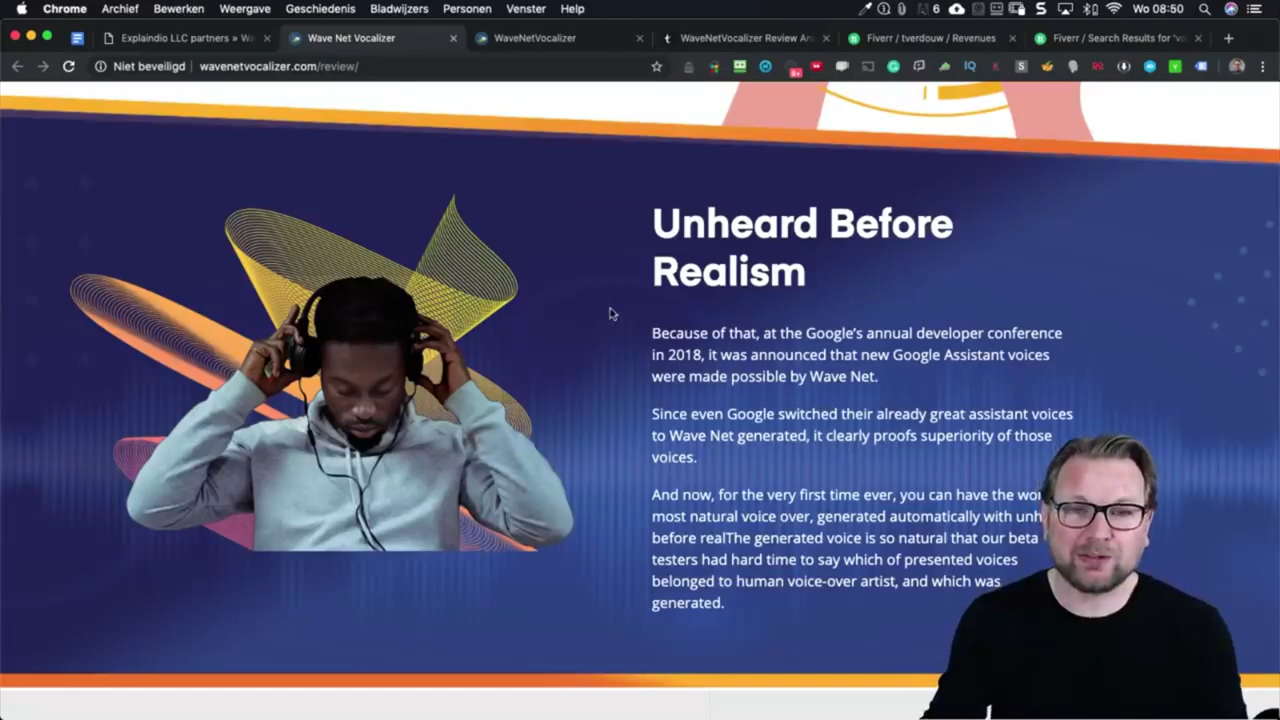 Chrome Archief Bewerken Weergave Geschiedenis Bladwijzers Personen Venster Help 6 Wo 08:50
Explaindio LLC partners » Wa Wave Net Vocalizer WaveNetVocalizer WaveNetVocalizer Review An Fiverr / tverdouw / Revenues Fiverr / Search Results for 'vo
Niet beveiligd wavenetvocalizer.com/review/
Unheard Before
Realism
Because of that, at the Google's annual developer conference
in 2018, it was announced that new Google Assistant voices
were made possible by Wave Net.
Since even Google switched their already great assistant voices
to Wave Net generated, it clearly proofs superiority of those
voices.
And now, for the very first time ever, you can have the wo
most natural voice over, generated automatically with unh
before realThe generated voice is so natural that our beta
testers had hard time to say which of presented voices
belonged to human voice-over artist, and which was
generated.